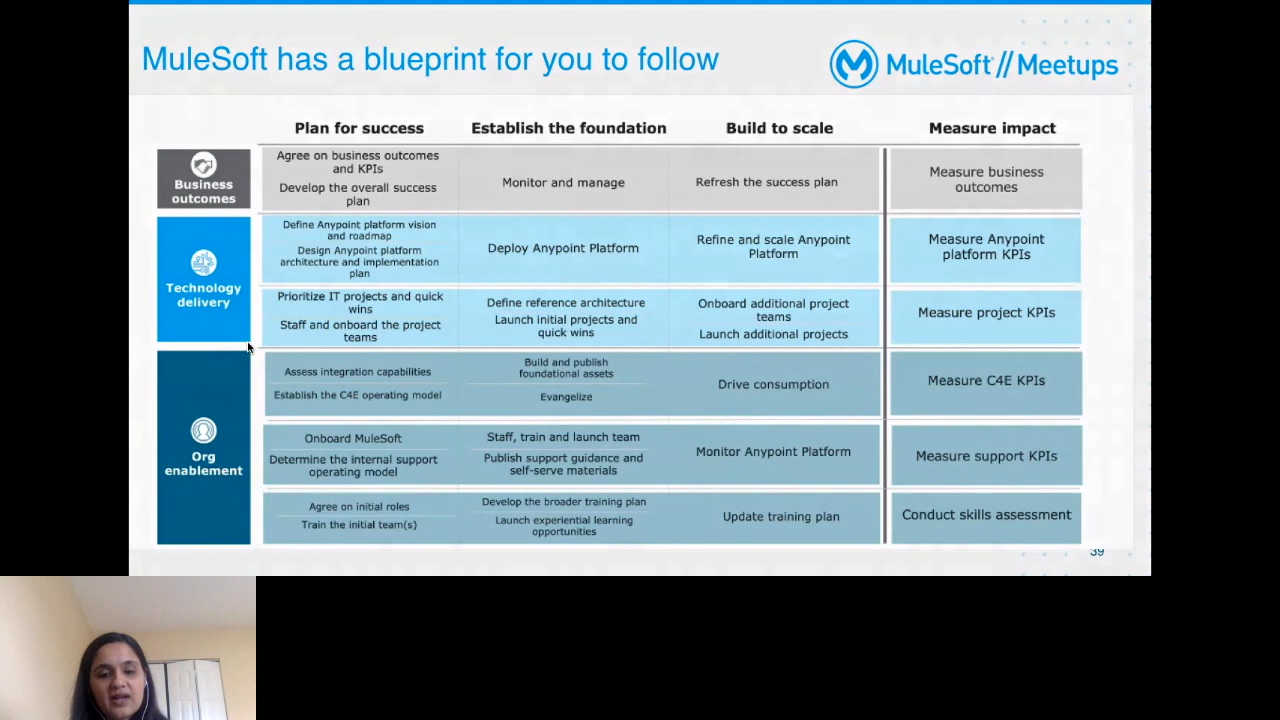 MuleSoft has a blueprint for you to follow
MuleSoft // Meetups
Plan for success
Establish the foundation
Build to scale
Measure impact
Business
outcomes
Agree on business outcomes
and KPIs
Develop the overall success
plan
Monitor and manage
Refresh the success plan
Measure business
outcomes
Technology
delivery
Define Anypoint platform vision
and roadmap
Design Anypoint platform
architecture and implementation
plan
Deploy Anypoint Platform
Refine and scale Anypoint
Platform
Measure Anypoint
platform KPIs
Prioritize IT projects and quick
wins
Staff and onboard the project
teams
Define reference architecture
Launch initial projects and
quick wins
Onboard additional project
teams
Launch additional projects
Measure project KPIs
Org
enablement
Assess integration capabilities
Establish the C4E operating model
Build and publish
foundational assets
Evangelize
Drive consumption
Measure C4E KPIs
Onboard MuleSoft
Determine the internal support
operating model
Staff, train and launch team
Publish support guidance and
self-serve materials
Monitor Anypoint Platform
Measure support KPIs
Agree on initial roles
Train the initial team(s)
Develop the broader training plan
Launch experiential learning
opportunities
Update training plan
Conduct skills assessment
39